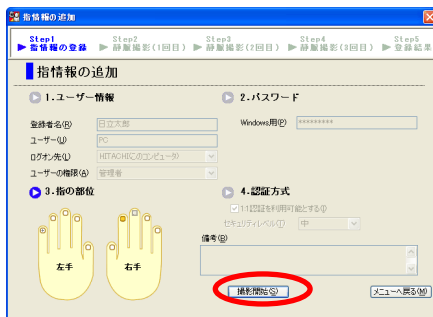 指情報の追加
Step1 Step2 Step3 Step4 Step5
指情報の登録 静脈撮影(1回目) 静脈撮影(2回目) 静脈撮影(3回目) 登録結果
指情報の追加
1.ユーザー情報
2.パスワード
登録者名(R) 日立太郎
Windows用(P) *********
ユーザー(U) PC
ログオン先(L) HITACHI(このコンピュータ)
ユーザーの権限(A) 管理者
3.指の部位
4.認証方式
1:1認証を利用可能とする(I)
セキュリティレベル(T) 中
備考(B)
左手 右手
撮影開始(S) メニューへ戻る(M)